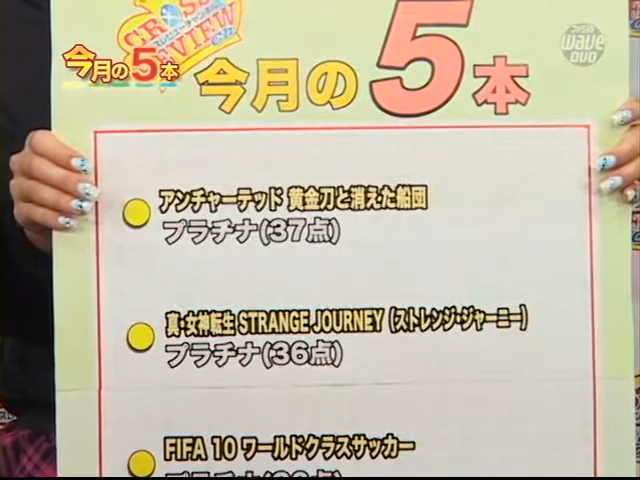 CROSS REVIEW
今月の5本
WAVE DVD
今月の5本
アンチャーテッド 黄金刀と消えた船団
プラチナ(37点)
真・女神転生 STRANGE JOURNEY (ストレンジ・ジャーニー)
プラチナ(36点)
FIFA 10 ワールドクラスサッカー